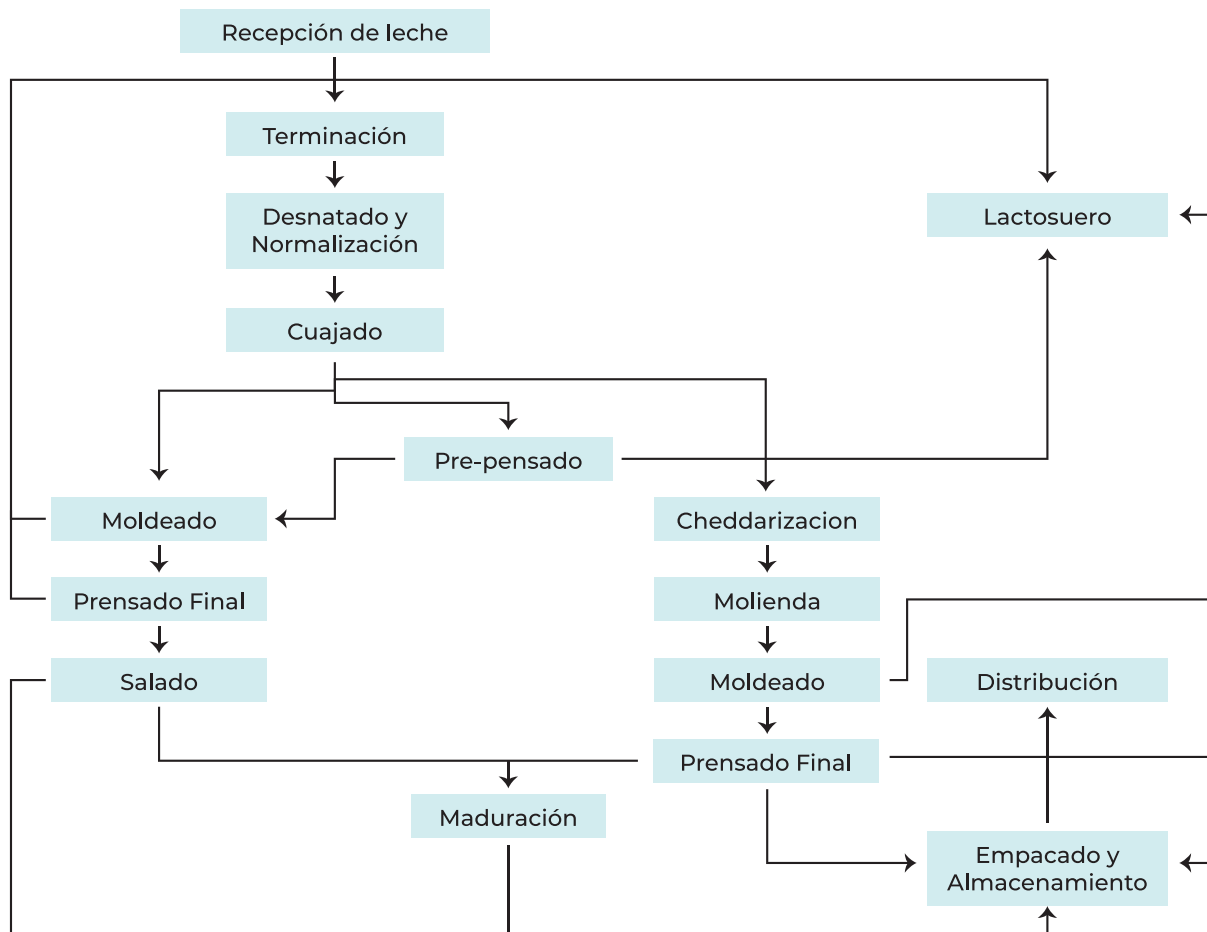 Recepción de leche
Terminación
Desnatado y
Normalización
Lactosuero
Cuajado
Pre-pensado
Moldeado
Cheddarizacion
Prensado Final
Molienda
Salado
Moldeado
Distribución
Prensado Final
Maduración
Empacado y
Almacenamiento